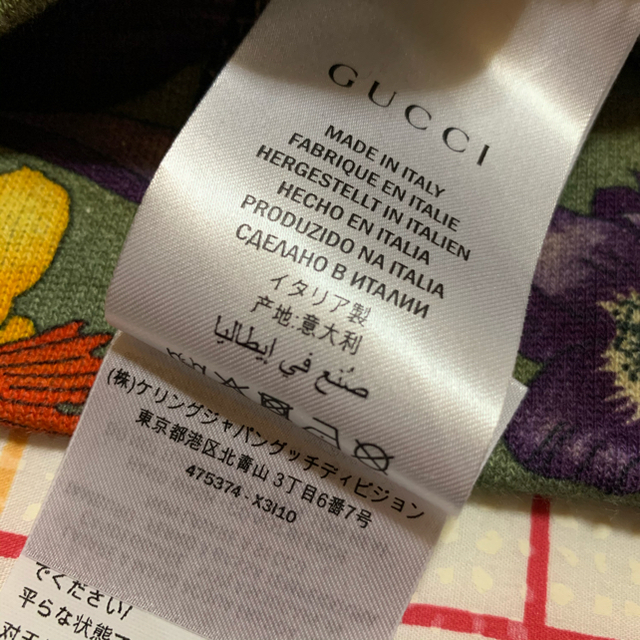 GUCCI
MADE IN ITALY
FABRIQUE EN ITALIE
HERGESTELLT IN ITALIEN
HECHO EN ITALIA
PRODUZIDO NA ITALIA
СДЕЛАНО В ИТАЛИИ
イタリア製
产地:意大利
صنع في إيطاليا
(株)ケリングジャパングッチディビジョン
東京都港区北青山3丁目6番7号
475374 - X3I10
でください!
平らな状態で